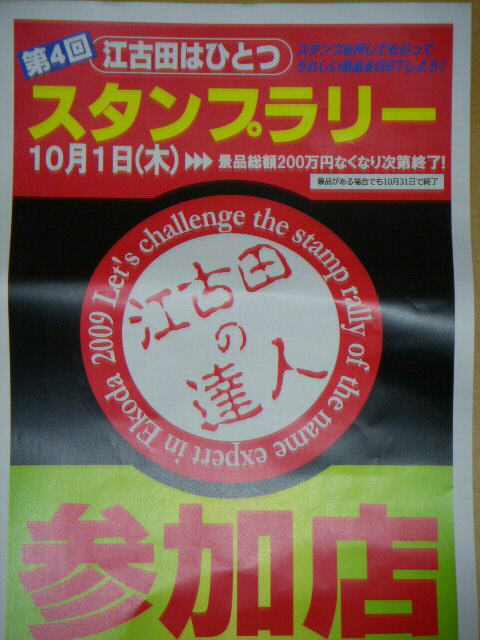 第4回
江古田はひとつ
スタンプを押してもらって
うれしい景品をGETしよう!
スタンプラリー
10月1日(木)▶▶▶ 景品総額200万円なくなり次第終了!
景品がある場合でも10月31日で終了
2009 Let's challenge the stamp rally of the name expert in Ekoda
江古田
の
達人
参加店